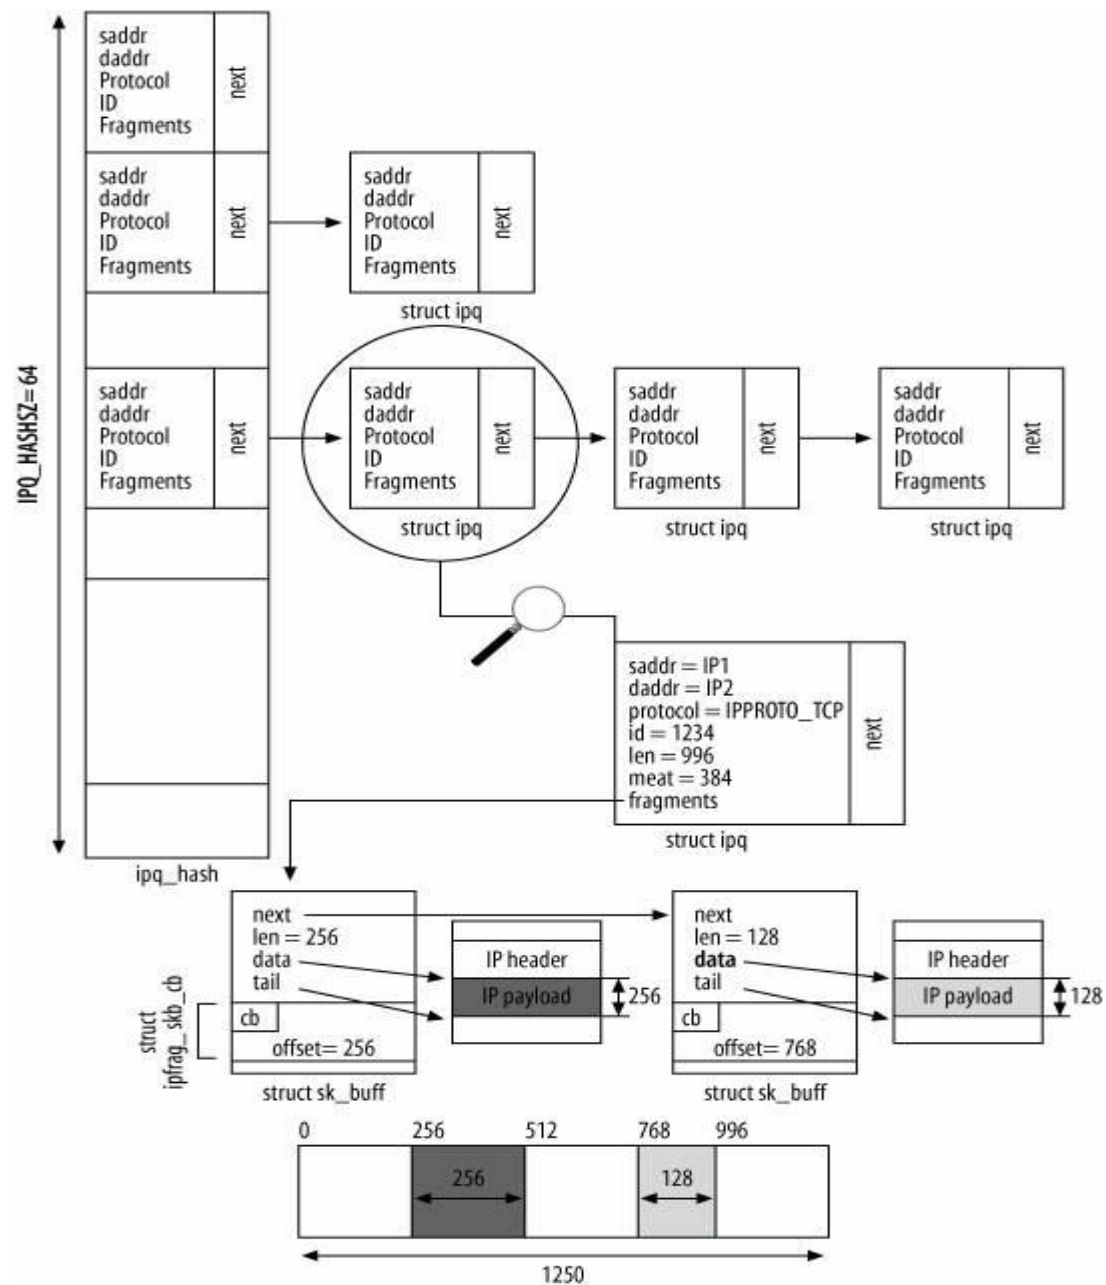 saddr
daddr
Protocol
ID
Fragments
next
saddr
daddr
Protocol
ID
Fragments
next
saddr
daddr
Protocol
ID
Fragments
next
struct ipq
IPQ_HASHSZ= 64
saddr
daddr
Protocol
ID
Fragments
next
saddr
daddr
Protocol
ID
Fragments
next
struct ipq
saddr
daddr
Protocol
ID
Fragments
next
struct ipq
saddr
daddr
Protocol
ID
Fragments
next
struct ipq
saddr = IP1
daddr = IP2
protocol = IPPROTO_TCP
id = 1234
len = 996
meat = 384
fragments
next
struct ipq
ipq_hash
next
len = 256
data
tail
cb
offset= 256
struct
ipfrag_skb_cb
struct sk_buff
IP header
IP payload
256
next
len = 128
data
tail
cb
offset= 768
struct sk_buff
IP header
IP payload
128
0 256 512 768 996
256 128
1250